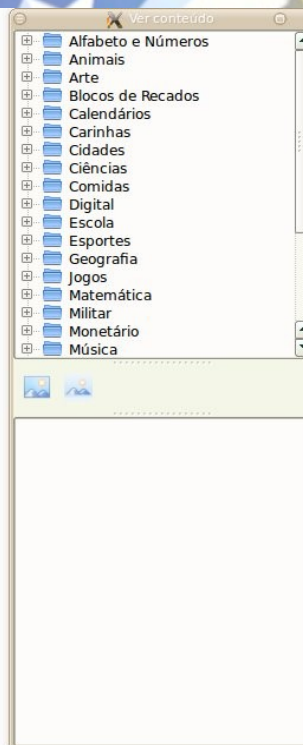 Ver conteúdo
Alfabeto e Números
Animais
Arte
Blocos de Recados
Calendários
Carinhas
Cidades
Ciências
Comidas
Digital
Escola
Esportes
Geografia
Jogos
Matemática
Militar
Monetário
Música